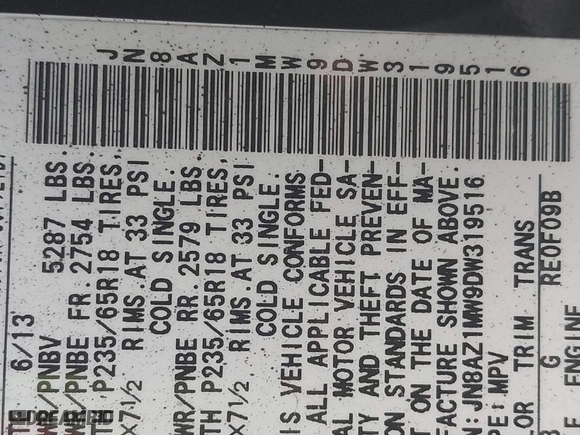 JN8AZ1MW9DW319516
6/13
WR/PNBV 5287 LBS.
WR/PNBE FR. 2754 LBS.
P235/65R18 TIRES,
x7 1/2 RIMS. AT 33 PSI
COLD SINGLE.
WR/PNBE RR. 2579 LBS
TH P235/65R18 TIRES,
x7 1/2 RIMS. AT 33 PSI
COLD SINGLE.
IS VEHICLE CONFORMS
ALL APPLICABLE FED-
AL MOTOR VEHICLE SA-
TY AND THEFT PREVEN-
ON STANDARDS IN EFF-
T ON THE DATE OF MA-
FACTURE SHOWN ABOVE.
N:JN8AZ1MW9DW319516
E:MPV
OR TRIM TRANS
G RE0F09B
E ENGINE